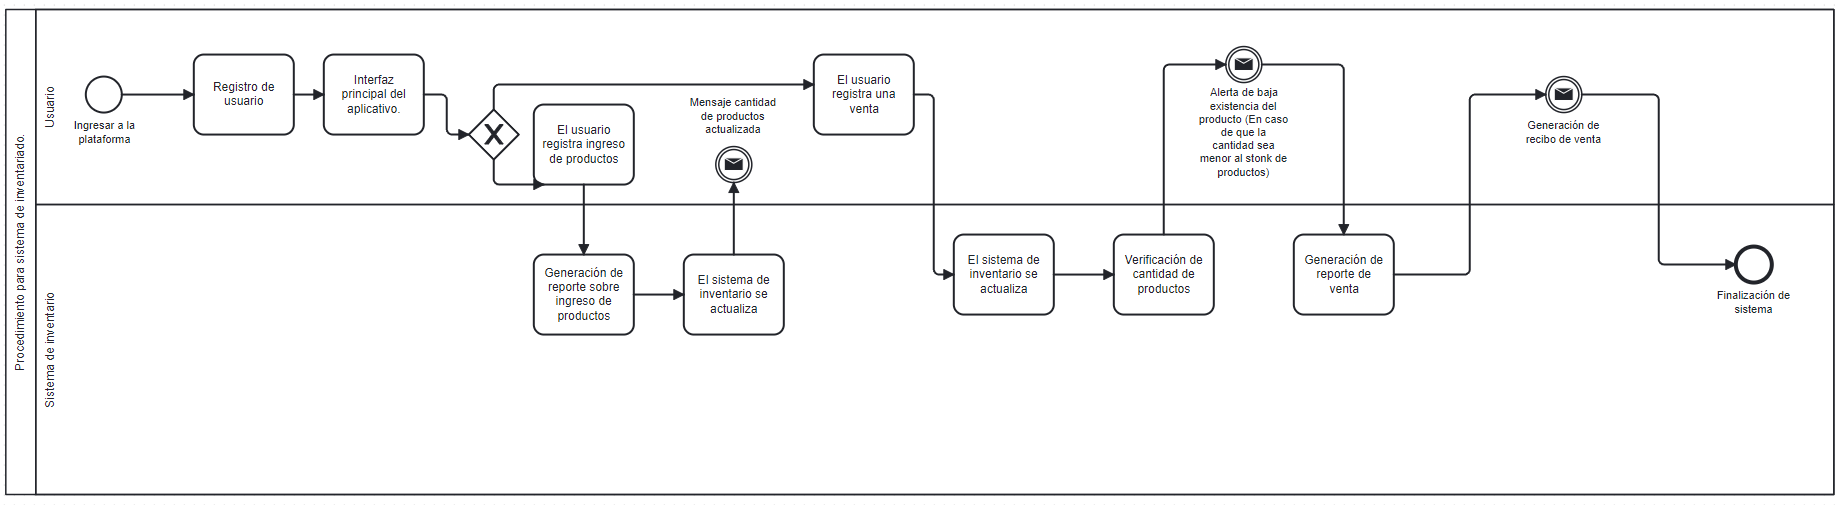 Procedimiento para sistema de inventariado.
Usuario
Ingresar a la
plataforma
Registro de
usuario
Interfaz
principal del
aplicativo.
El usuario
registra ingreso
de productos
Mensaje cantidad
de productos
actualizada
El usuario
registra una
venta
Alerta de baja
existencia del
producto (En caso
de que la
cantidad sea
menor al stonk de
productos)
Generación de
recibo de venta
Sistema de inventario
Generación de
reporte sobre
ingreso de
productos
El sistema de
inventario se
actualiza
El sistema de
inventario se
actualiza
Verificación de
cantidad de
productos
Generación de
reporte de
venta
Finalización de
sistema